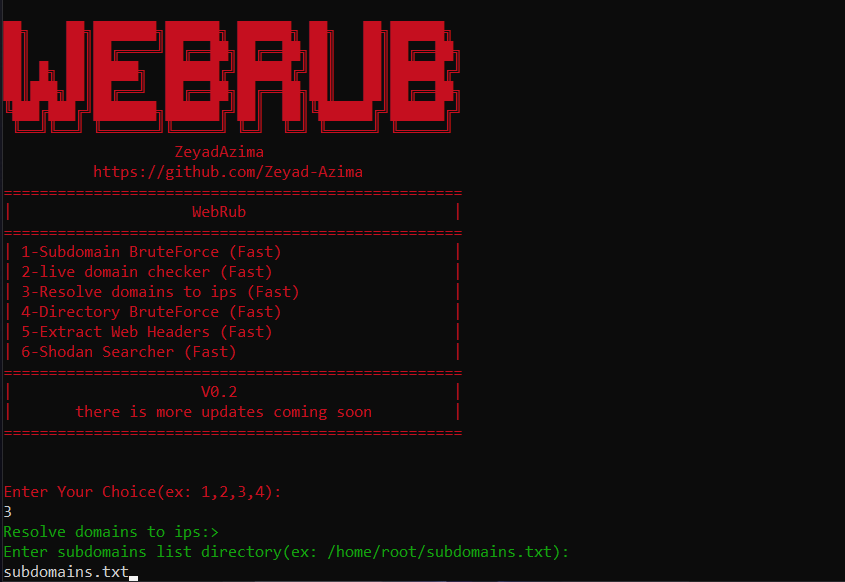 WEBRUB
ZeyadAzima
https://github.com/Zeyad-Azima
==================================================
| WebRub |
==================================================
| 1-Subdomain BruteForce (Fast) |
| 2-live domain checker (Fast) |
| 3-Resolve domains to ips (Fast) |
| 4-Directory BruteForce (Fast) |
| 5-Extract Web Headers (Fast) |
| 6-Shodan Searcher (Fast) |
==================================================
| V0.2 |
| there is more updates coming soon |
==================================================
Enter Your Choice(ex: 1,2,3,4):
3
Resolve domains to ips:>
Enter subdomains list directory(ex: /home/root/subdomains.txt):
subdomains.txt